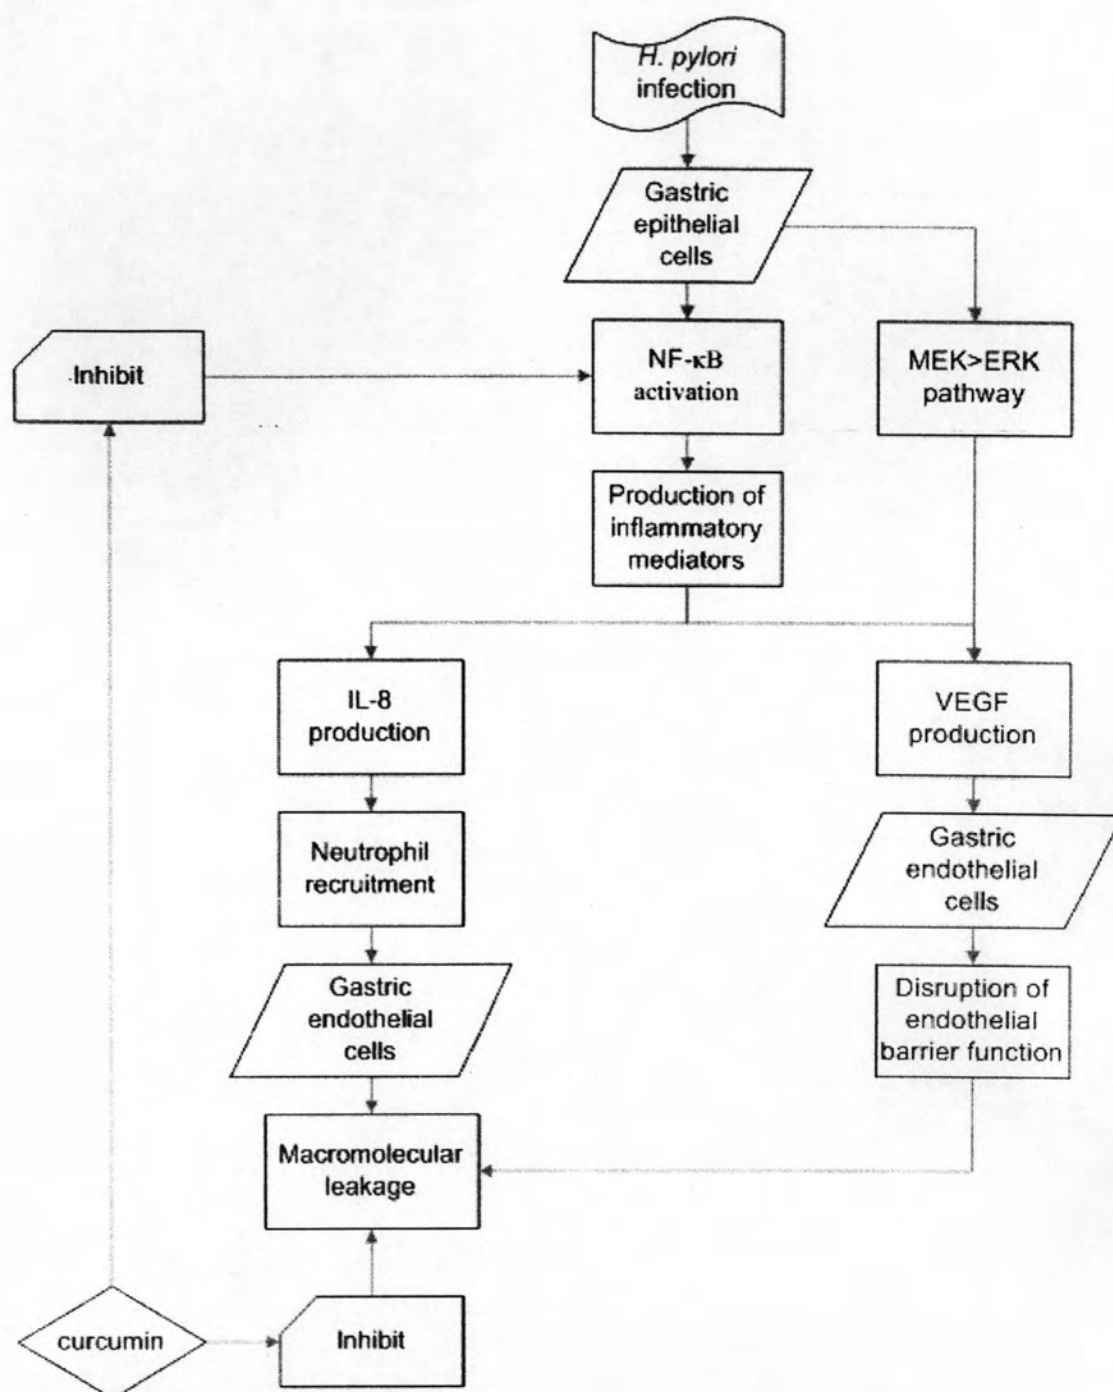 H. pylori
infection
Gastric
epithelial
cells
Inhibit
NF-κB
activation
MEK>ERK
pathway
Production of
inflammatory
mediators
IL-8
production
VEGF
production
Neutrophil
recruitment
Gastric
endothelial
cells
Gastric
endothelial
cells
Disruption of
endothelial
barrier function
Macromolecular
leakage
curcumin
Inhibit